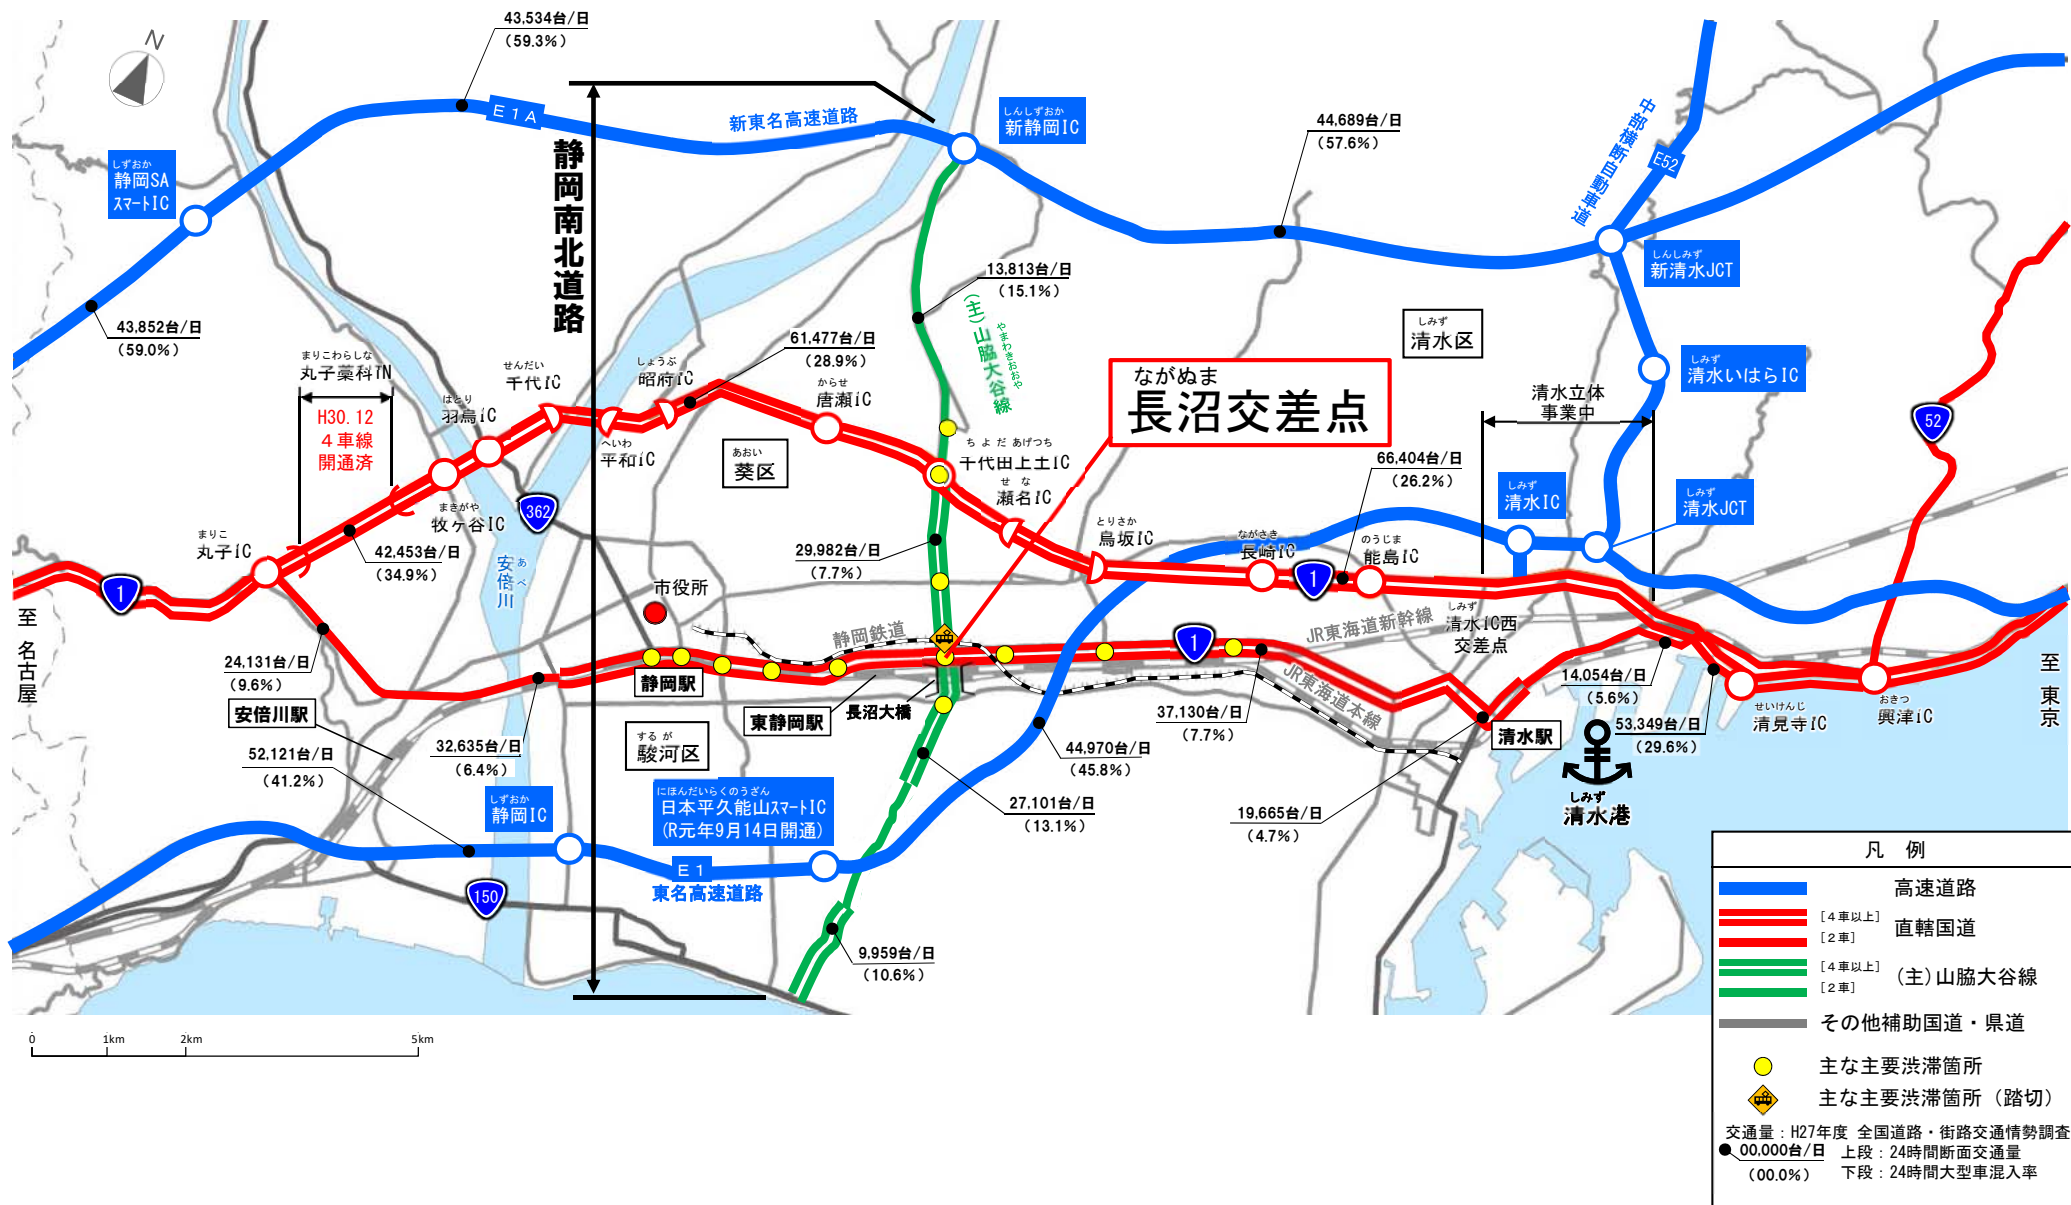 N
43,534台/日
(59.3%)
E1A
新東名高速道路
しんしずおか
新静岡IC
44,689台/日
(57.6%)
中部横断自動車道
E52
しずおか
静岡SA
スマートIC
静岡南北道路
しんしみず
新清水JCT
13,813台/日
(15.1%)
(主)山脇大谷線
やまわきおおや
43,852台/日
(59.0%)
まりこわらしな
丸子藁科TN
H30.12
4車線
開通済
せんだい
千代IC
しょうぶ
昭府IC
61,477台/日
(28.9%)
からせ
唐瀬IC
はとり
羽鳥IC
へいわ
平和IC
あおい
葵区
ながぬま
長沼交差点
しみず
清水区
しみず
清水いはらIC
清水立体
事業中
52
ちよだあげつち
千代田上土IC
せな
瀬名IC
66,404台/日
(26.2%)
しみず
清水IC
しみず
清水JCT
まきがや
牧ヶ谷IC
362
まりこ
丸子IC
42,453台/日
(34.9%)
あべ
安倍川
29,982台/日
(7.7%)
とりさか
鳥坂IC
ながさき
長崎IC
のうじま
能島IC
1
1
市役所
至 名古屋
静岡鉄道
1
JR東海道新幹線
しみず
清水IC西
交差点
24,131台/日
(9.6%)
静岡駅
安倍川駅
東静岡駅
長沼大橋
JR東海道本線
14,054台/日
(5.6%)
至 東京
せいけんじ
清見寺IC
おきつ
興津IC
52,121台/日
(41.2%)
32,635台/日
(6.4%)
するが
駿河区
37,130台/日
(7.7%)
清水駅
53,349台/日
(29.6%)
44,970台/日
(45.8%)
しずおか
静岡IC
にほんだいらくのうざん
日本平久能山スマートIC
(R元年9月14日開通)
27,101台/日
(13.1%)
19,665台/日
(4.7%)
しみず
清水港
E1
東名高速道路
150
9,959台/日
(10.6%)
0 1km 2km 5km
凡 例
高速道路
[4車以上]
[2車]
直轄国道
[4車以上]
[2車]
(主)山脇大谷線
その他補助国道・県道
主な主要渋滞箇所
主な主要渋滞箇所(踏切)
交通量:H27年度 全国道路・街路交通情勢調査
00,000台/日 上段:24時間断面交通量
(00.0%) 下段:24時間大型車混入率